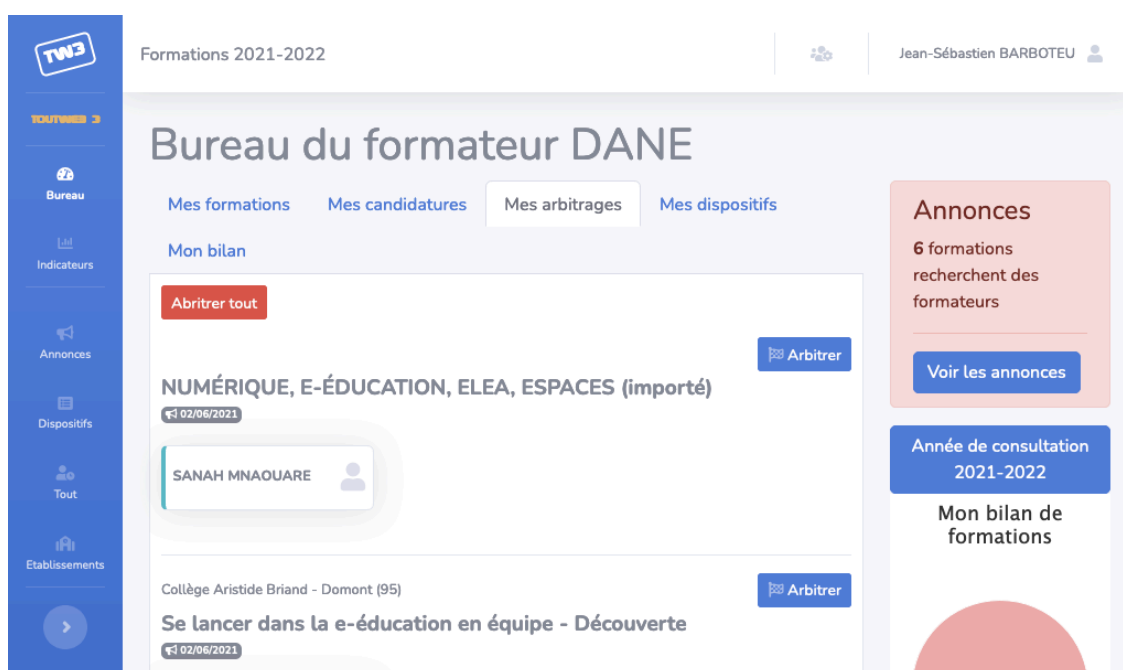 TW3
Formations 2021-2022
Jean-Sébastien BARBOTEU
TOUTWEB 3
Bureau
Indicateurs
Annonces
Dispositifs
Tout
Etablissements
Bureau du formateur DANE
Mes formations
Mes candidatures
Mes arbitrages
Mes dispositifs
Mon bilan
Abritrer tout
Arbitrer
NUMÉRIQUE, E-ÉDUCATION, ELEA, ESPACES (importé)
02/06/2021
SANAH MNAOUARE
Collège Aristide Briand - Domont (95)
Arbitrer
Se lancer dans la e-éducation en équipe - Découverte
02/06/2021
Annonces
6 formations
recherchent des
formateurs
Voir les annonces
Année de consultation
2021-2022
Mon bilan de
formations